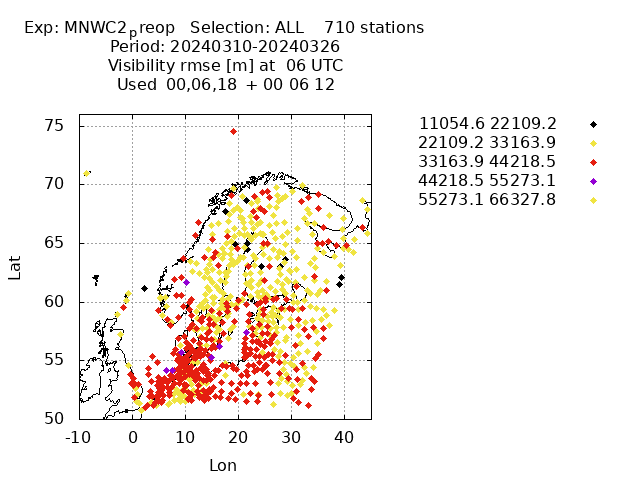 Exp: MNWC2preop Selection: ALL 710 stations
Period: 20240310-20240326
Visibility rmse [m] at 06 UTC
Used 00,06,18 + 00 06 12
11054.6 22109.2
22109.2 33163.9
33163.9 44218.5
44218.5 55273.1
55273.1 66327.8
75
70
65
60
55
50
Lat
-10 0 10 20 30 40
Lon